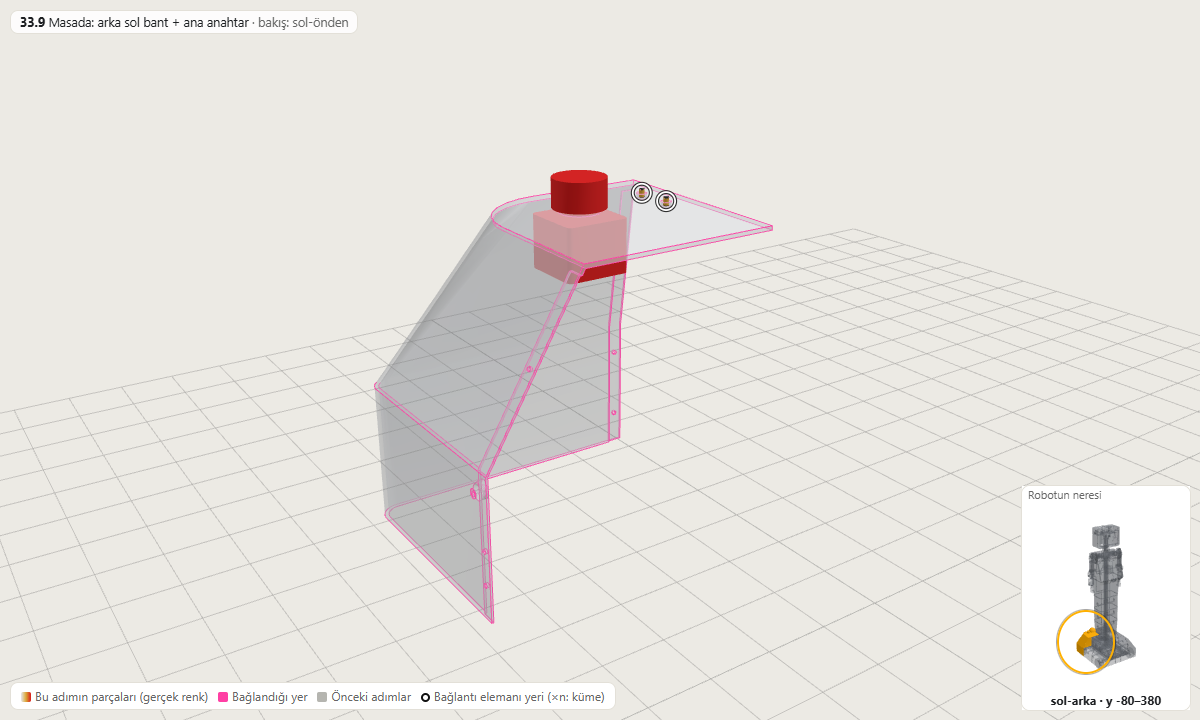 33.9 Masada: arka sol bant + ana anahtar · bakış: sol-önden
Robotun neresi
sol-arka · y -80–380
Bu adımın parçaları (gerçek renk) Bağlandığı yer Önceki adımlar Bağlantı elemanı yeri (×n: küme)